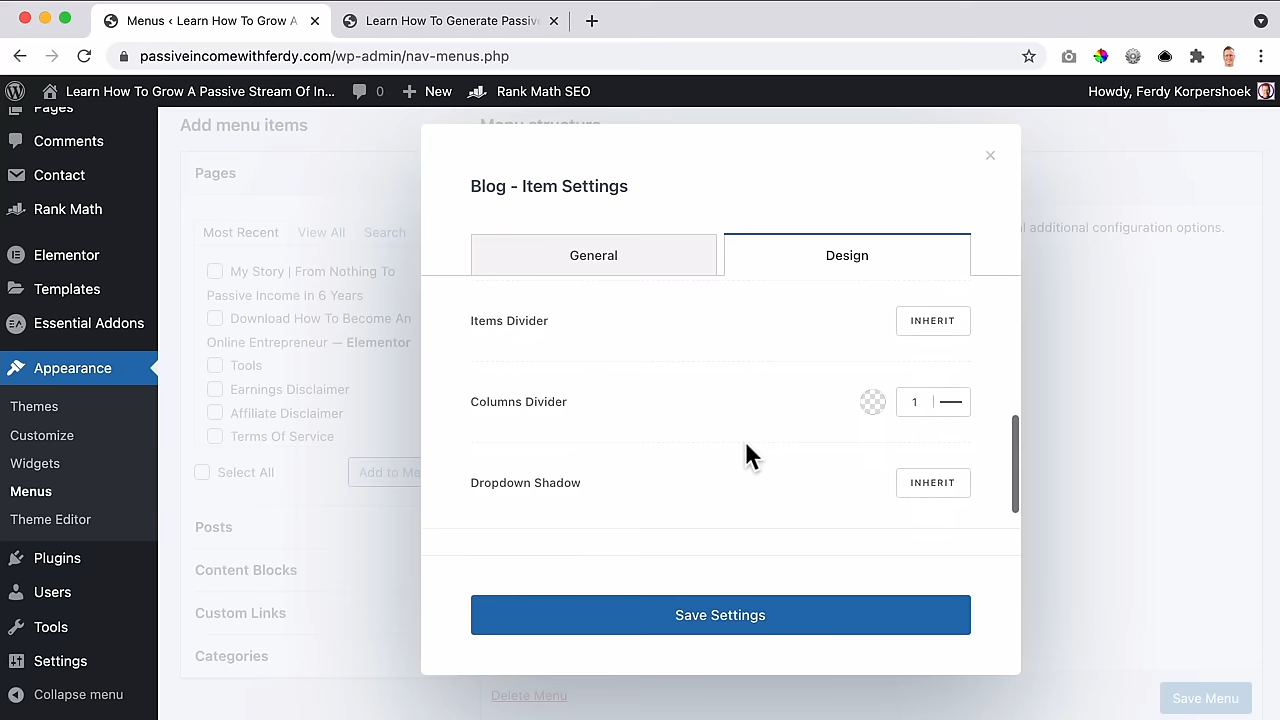 Menus ‹ Learn How To Grow A
Learn How To Generate Passiv
passiveincomewithferdy.com/wp-admin/nav-menus.php
Learn How To Grow A Passive Stream Of In...
0
New
Rank Math SEO
Howdy, Ferdy Korpershoek
Pages
Comments
Contact
Rank Math
Elementor
Templates
Essential Addons
Appearance
Themes
Customize
Widgets
Menus
Theme Editor
Plugins
Users
Tools
Settings
Collapse menu
Add menu items
Menu structure
Pages
Most Recent
View All
Search
My Story | From Nothing To
Passive Income In 6 Years
Download How To Become An
Online Entrepreneur — Elementor
Tools
Earnings Disclaimer
Affiliate Disclaimer
Terms Of Service
Select All
Add to Me
Posts
Content Blocks
Custom Links
Categories
l additional configuration options.
Blog - Item Settings
General
Design
Items Divider
INHERIT
Columns Divider
1
Dropdown Shadow
INHERIT
Save Settings
Delete Menu
Save Menu